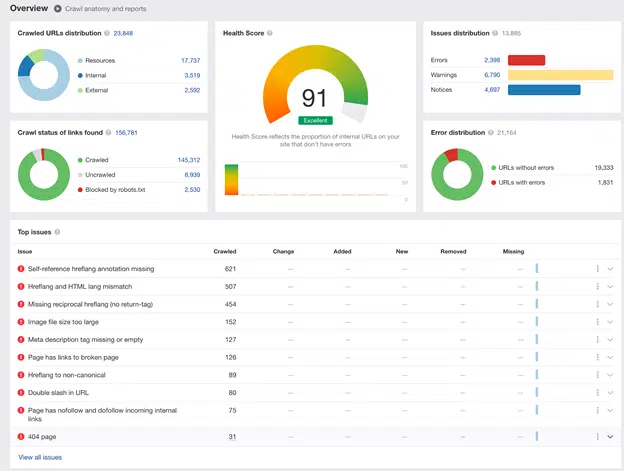 Overview Crawl anatomy and reports
Crawled URLs distribution 23,848
Resources 17,737
Internal 3,519
External 2,592
Health Score
91
Excellent
Health Score reflects the proportion of internal URLs on your
site that don't have errors
100
50
0
Issues distribution 13,885
Errors 2,398
Warnings 6,790
Notices 4,697
Crawl status of links found 156,781
Crawled 145,312
Uncrawled 8,939
Blocked by robots.txt 2,530
Error distribution 21,164
URLs without errors 19,333
URLs with errors 1,831
Top issues
Issue Crawled Change Added New Removed Missing
Self-reference hreflang annotation missing 621 — — — — —
Hreflang and HTML lang mismatch 507 — — — — —
Missing reciprocal hreflang (no return-tag) 454 — — — — —
Image file size too large 152 — — — — —
Meta description tag missing or empty 127 — — — — —
Page has links to broken page 126 — — — — —
Hreflang to non-canonical 89 — — — — —
Double slash in URL 80 — — — — —
Page has nofollow and dofollow incoming internal 75 — — — — —
links
404 page 31 — — — — —
View all issues